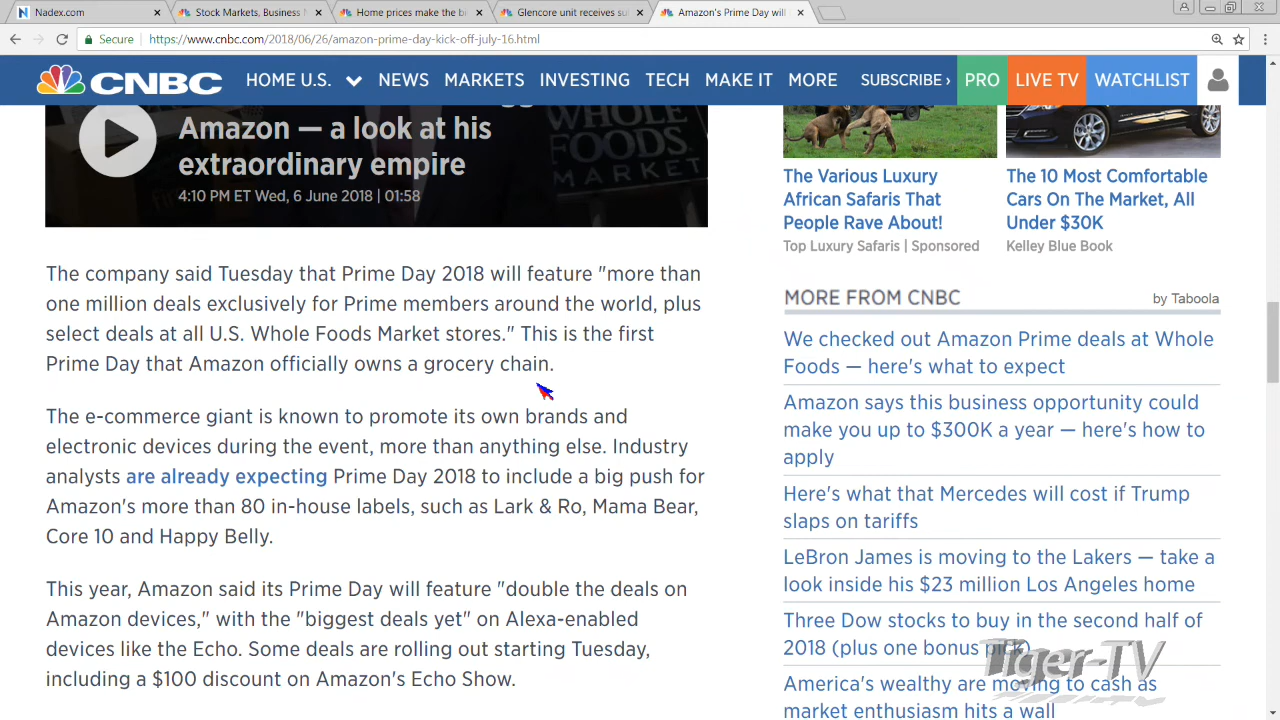 Nadex.com
Stock Markets, Business
Home prices make the b
Glencore unit receives su
Amazon's Prime Day will
Secure
https://www.cnbc.com/2018/06/26/amazon-prime-day-kick-off-july-16.html
CNBC
HOME U.S.
NEWS
MARKETS
INVESTING
TECH
MAKE IT
MORE
SUBSCRIBE ›
PRO
LIVE TV
WATCHLIST
Amazon — a look at his
extraordinary empire
4:10 PM ET Wed, 6 June 2018 | 01:58
WHOLE
FOODS
MARKET
The company said Tuesday that Prime Day 2018 will feature "more than
one million deals exclusively for Prime members around the world, plus
select deals at all U.S. Whole Foods Market stores." This is the first
Prime Day that Amazon officially owns a grocery chain.
The e-commerce giant is known to promote its own brands and
electronic devices during the event, more than anything else. Industry
analysts are already expecting Prime Day 2018 to include a big push for
Amazon's more than 80 in-house labels, such as Lark & Ro, Mama Bear,
Core 10 and Happy Belly.
This year, Amazon said its Prime Day will feature "double the deals on
Amazon devices," with the "biggest deals yet" on Alexa-enabled
devices like the Echo. Some deals are rolling out starting Tuesday,
including a $100 discount on Amazon's Echo Show.
The Various Luxury
African Safaris That
People Rave About!
Top Luxury Safaris | Sponsored
The 10 Most Comfortable
Cars On The Market, All
Under $30K
Kelley Blue Book
MORE FROM CNBC
by Taboola
We checked out Amazon Prime deals at Whole
Foods — here's what to expect
Amazon says this business opportunity could
make you up to $300K a year — here's how to
apply
Here's what that Mercedes will cost if Trump
slaps on tariffs
LeBron James is moving to the Lakers — take a
look inside his $23 million Los Angeles home
Three Dow stocks to buy in the second half of
2018 (plus one bonus pick)
America's wealthy are moving to cash as
market enthusiasm hits a wall
Tiger-TV